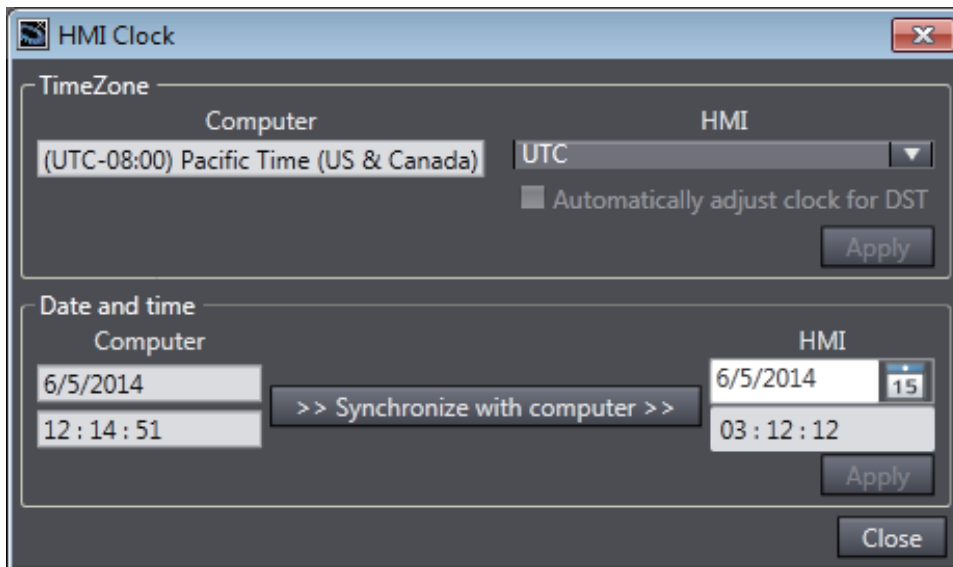 HMI Clock
TimeZone
Computer
HMI
(UTC-08:00) Pacific Time (US & Canada)
UTC
Automatically adjust clock for DST
Apply
Date and time
Computer
HMI
6/5/2014
>> Synchronize with computer >>
6/5/2014
15
12 : 14 : 51
03 : 12 : 12
Apply
Close